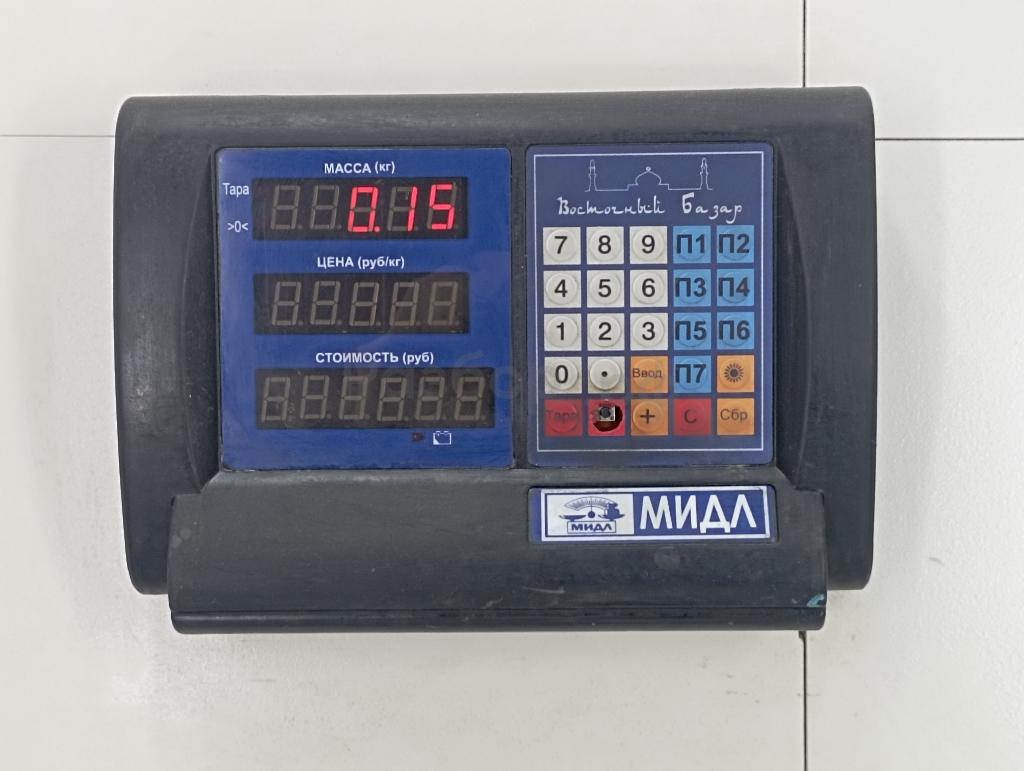 МАССА (кг)
Тара
0.15
>0<
ЦЕНА (руб/кг)
СТОИМОСТЬ (руб)
Восточный Базар
7 8 9 П1 П2
4 5 6 П3 П4
1 2 3 П5 П6
0 . Ввод П7
Тара + С Сбр
МИДЛ
МИДЛ